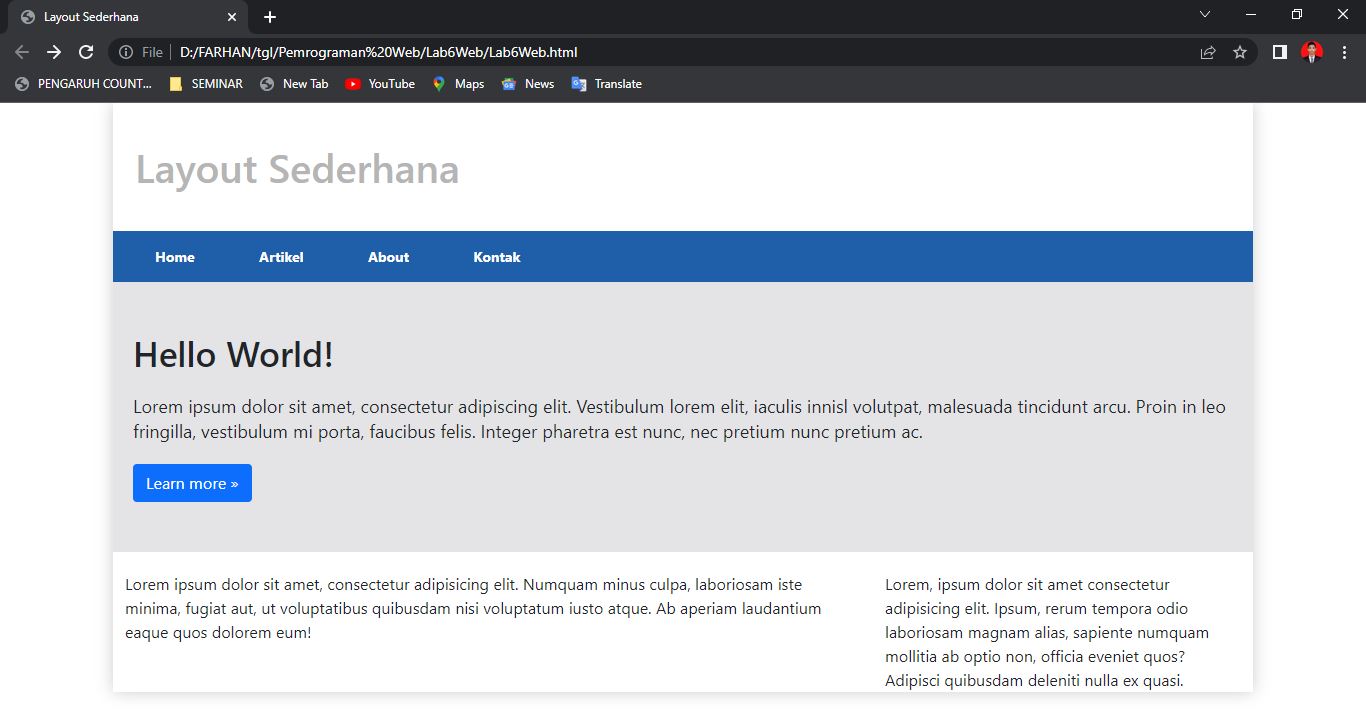 Layout Sederhana
File
D:/FARHAN/tgl/Pemrograman%20Web/Lab6Web/Lab6Web.html
PENGARUH COUNT... SEMINAR New Tab YouTube Maps News Translate
Layout Sederhana
Home Artikel About Kontak
Hello World!
Lorem ipsum dolor sit amet, consectetur adipiscing elit. Vestibulum lorem elit, iaculis innisl volutpat, malesuada tincidunt arcu. Proin in leo
fringilla, vestibulum mi porta, faucibus felis. Integer pharetra est nunc, nec pretium nunc pretium ac.
Learn more »
Lorem ipsum dolor sit amet, consectetur adipisicing elit. Numquam minus culpa, laboriosam iste
minima, fugiat aut, ut voluptatibus quibusdam nisi voluptatum iusto atque. Ab aperiam laudantium
eaque quos dolorem eum!
Lorem, ipsum dolor sit amet consectetur
adipisicing elit. Ipsum, rerum tempora odio
laboriosam magnam alias, sapiente numquam
mollitia ab optio non, officia eveniet quos?
Adipisci quibusdam deleniti nulla ex quasi.